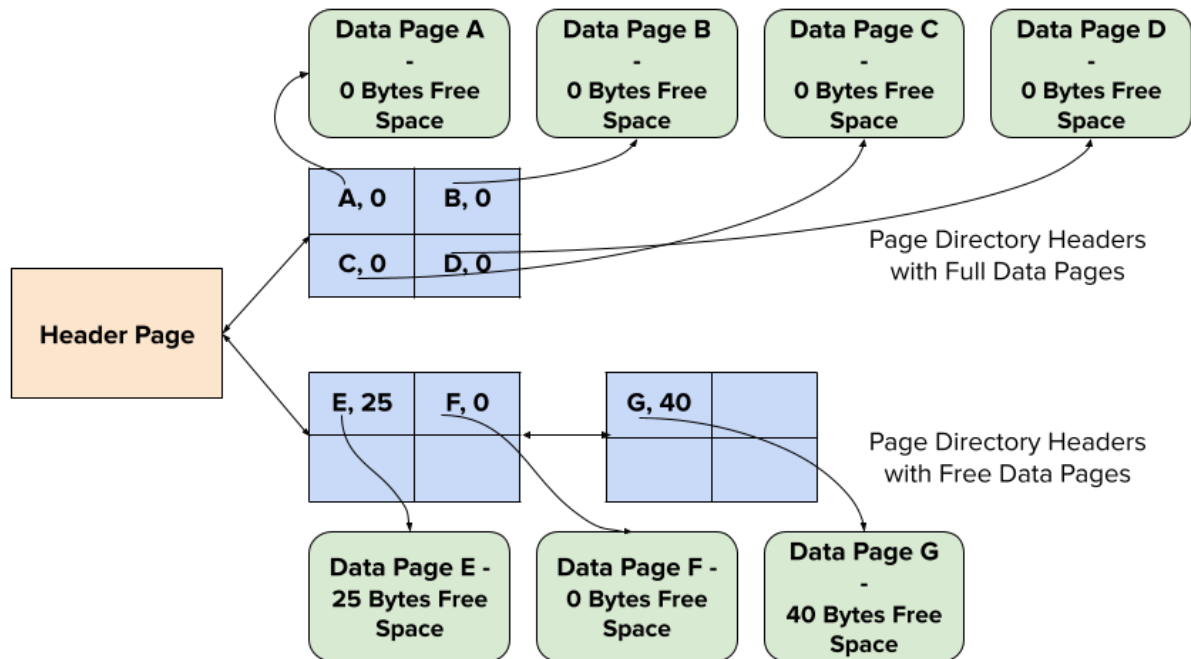 Data Page A
-
0 Bytes Free
Space
Data Page B
-
0 Bytes Free
Space
Data Page C
-
0 Bytes Free
Space
Data Page D
-
0 Bytes Free
Space
A, 0
B, 0
C, 0
D, 0
Page Directory Headers
with Full Data Pages
Header Page
E, 25
F, 0
G, 40
Page Directory Headers
with Free Data Pages
Data Page E -
25 Bytes Free
Space
Data Page F -
0 Bytes Free
Space
Data Page G
-
40 Bytes Free
Space